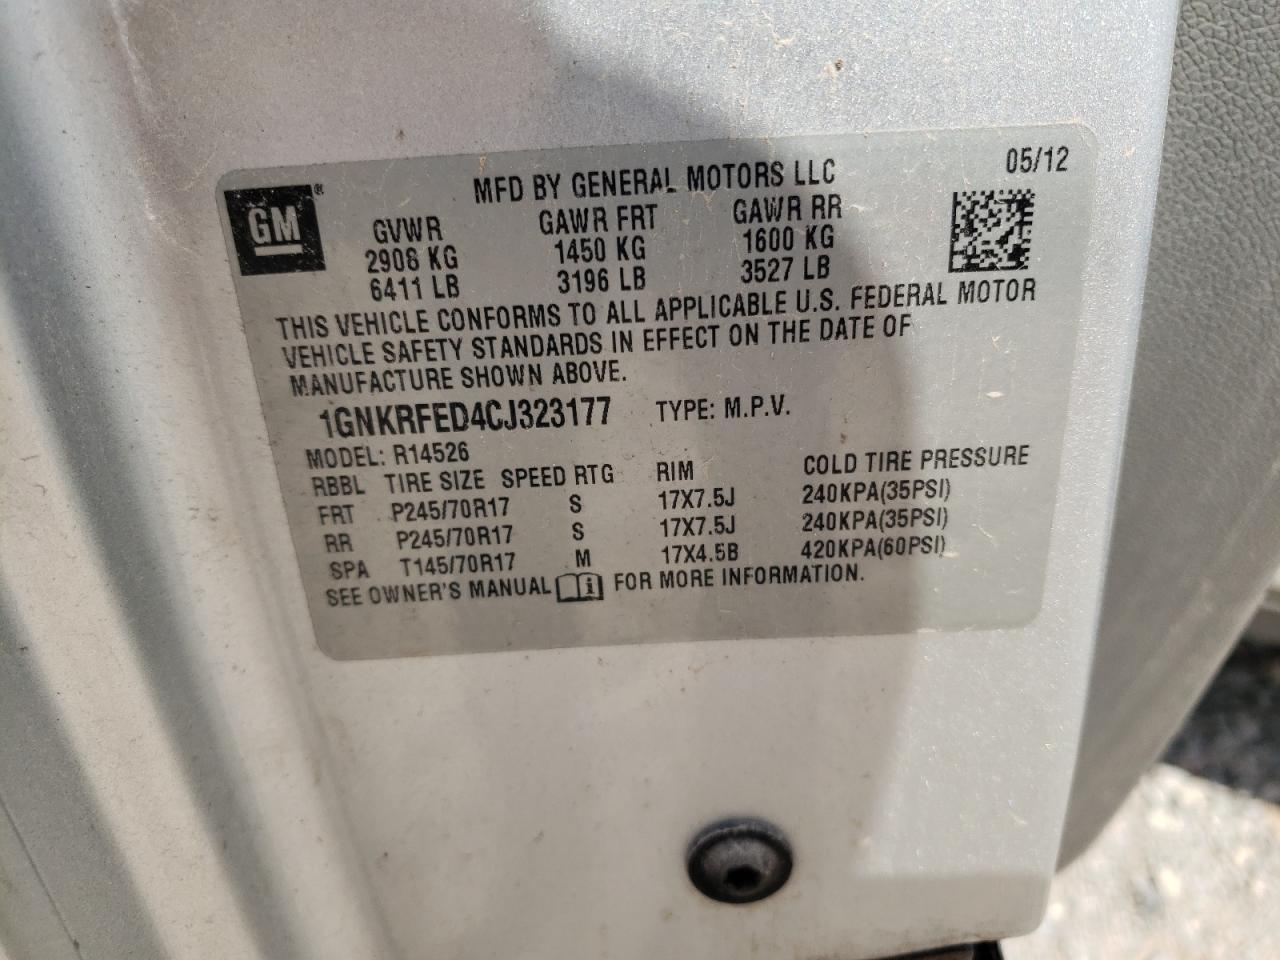 MFD BY GENERAL MOTORS LLC 05/12
GM ®
GVWR GAWR FRT GAWR RR
2908 KG 1450 KG 1600 KG
6411 LB 3196 LB 3527 LB
THIS VEHICLE CONFORMS TO ALL APPLICABLE U.S. FEDERAL MOTOR
VEHICLE SAFETY STANDARDS IN EFFECT ON THE DATE OF
MANUFACTURE SHOWN ABOVE.
1GNKRFED4CJ323177 TYPE: M.P.V.
MODEL: R14526
RBBL TIRE SIZE SPEED RTG RIM COLD TIRE PRESSURE
FRT P245/70R17 S 17X7.5J 240KPA(35PSI)
RR P245/70R17 S 17X7.5J 240KPA(35PSI)
SPA T145/70R17 M 17X4.5B 420KPA(60PSI)
SEE OWNER'S MANUAL i FOR MORE INFORMATION.